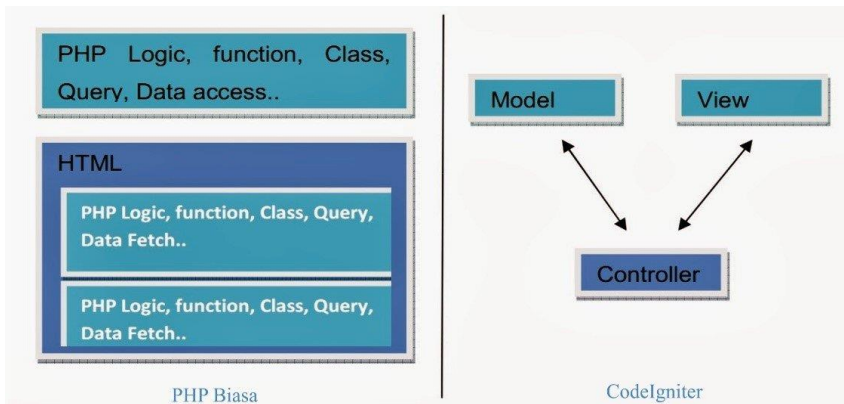 PHP Logic, function, Class,
Query, Data access..
HTML
PHP Logic, function, Class, Query,
Data Fetch..
PHP Logic, function, Class, Query,
Data Fetch..
PHP Biasa
Model
View
Controller
CodeIgniter